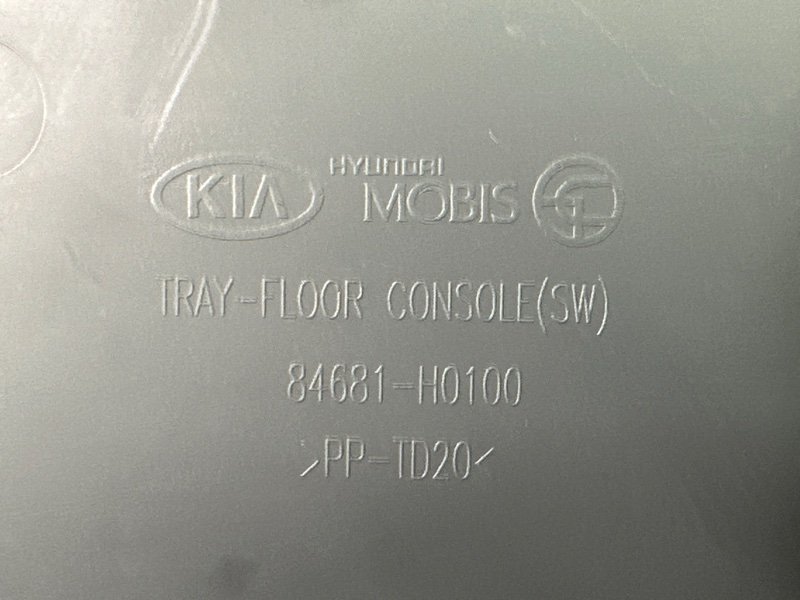 KIA HYUNDAI MOBIS
TRAY-FLOOR CONSOLE(SW)
84681-H0100
>PP-TD20<